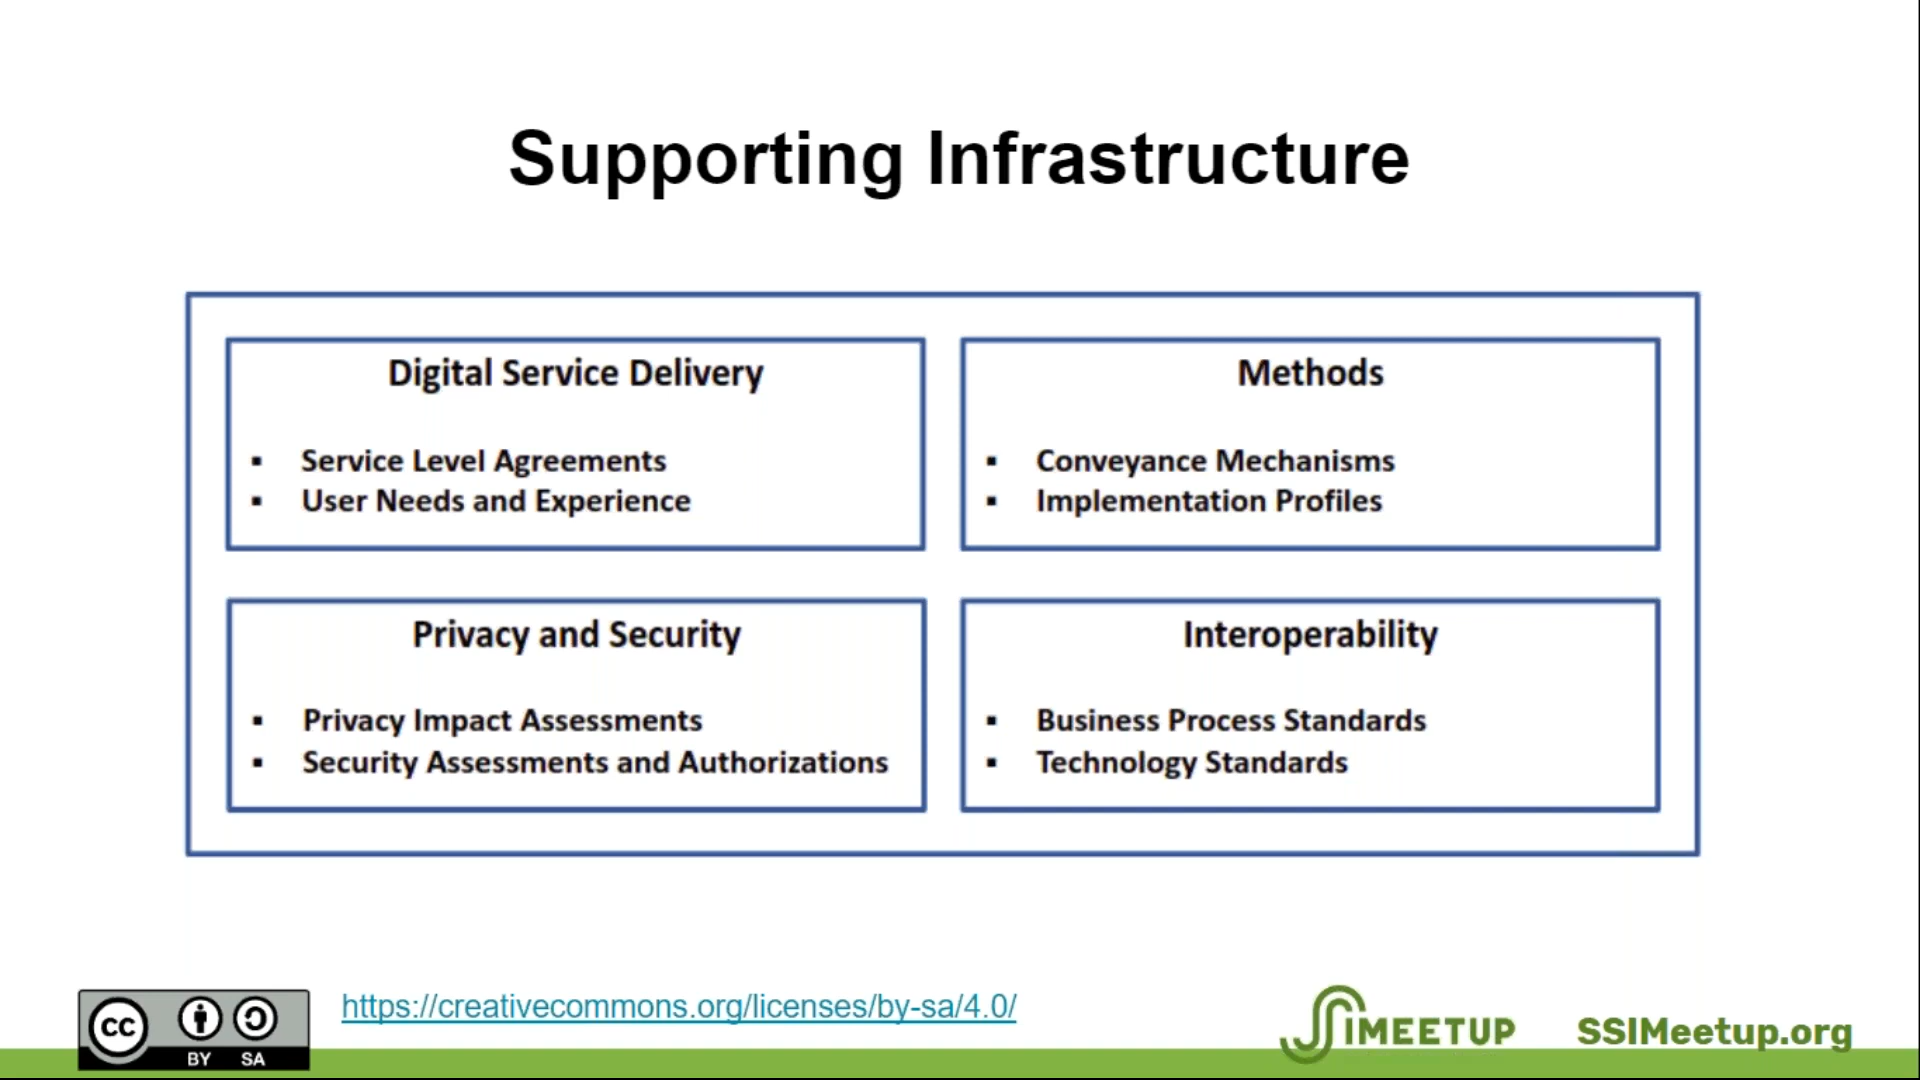 Supporting Infrastructure
Digital Service Delivery
▪ Service Level Agreements
▪ User Needs and Experience
Methods
▪ Conveyance Mechanisms
▪ Implementation Profiles
Privacy and Security
▪ Privacy Impact Assessments
▪ Security Assessments and Authorizations
Interoperability
▪ Business Process Standards
▪ Technology Standards
cc
BY SA
https://creativecommons.org/licenses/by-sa/4.0/
SSIMEETUP
SSIMeetup.org